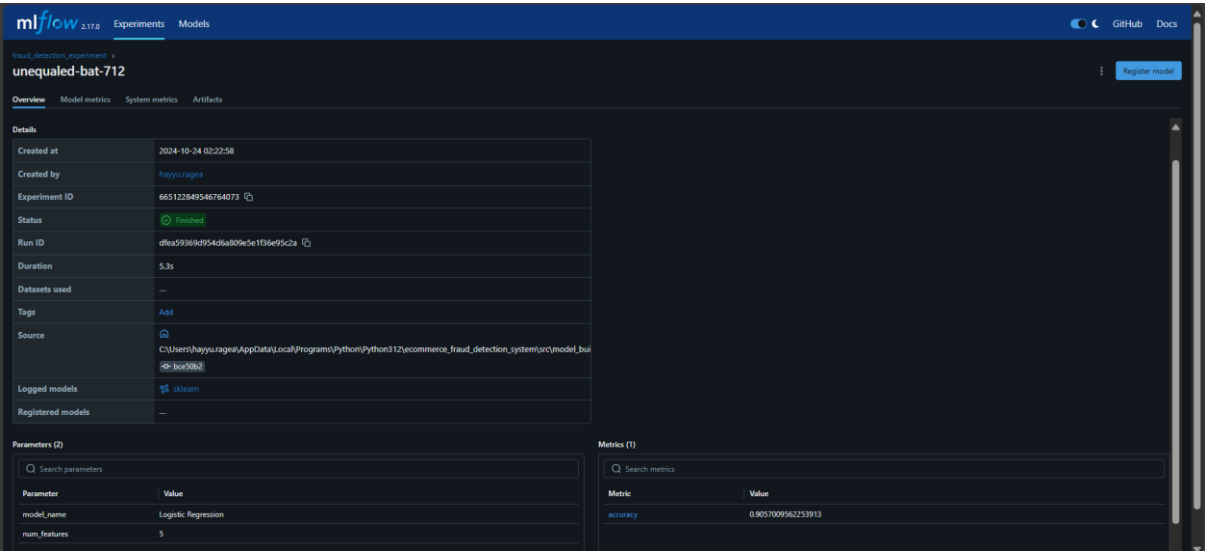 mlflow 2.17.0 Experiments Models GitHub Docs
fraud_detection_experiment >
unequaled-bat-712
Register model
Overview Model metrics System metrics Artifacts
Details
Created at 2024-10-24 02:22:58
Created by hayyu.ragea
Experiment ID 665122849546764073
Status Finished
Run ID dfea59369d954d6a809e5e1f36e95c2a
Duration 5.3s
Datasets used —
Tags Add
Source
C:\Users\hayyu.ragea\AppData\Local\Programs\Python\Python312\ecommerce_fraud_detection_system\src\model_bui
bce50b2
Logged models sklearn
Registered models —
Parameters (2) Metrics (1)
Search parameters Search metrics
Parameter Value Metric Value
model_name Logistic Regression accuracy 0.9057009562253913
num_features 5